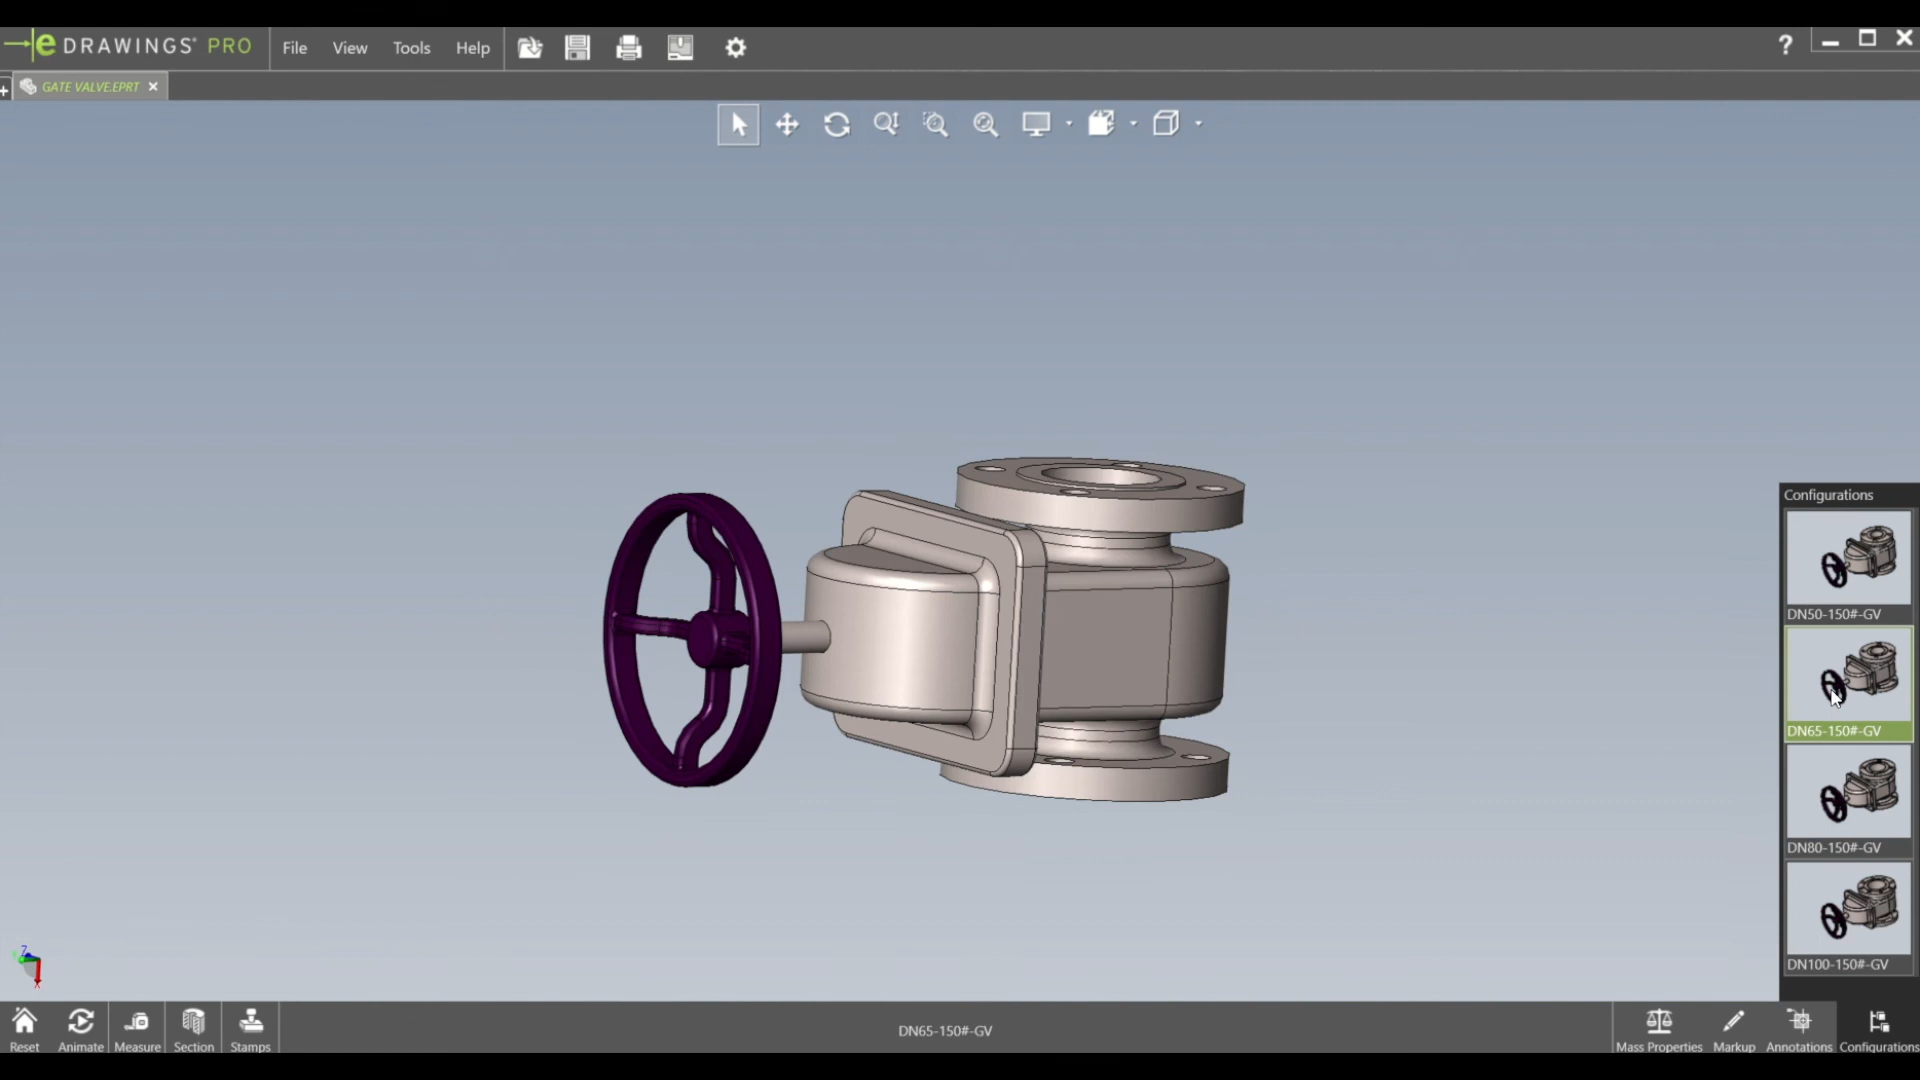 eDRAWINGS® PRO
File View Tools Help
?
GATE VALVE.EPRT
Configurations
DN50-150#-GV
DN65-150#-GV
DN80-150#-GV
DN100-150#-GV
Z
X
Reset Animate Measure Section Stamps
DN65-150#-GV
Mass Properties Markup Annotations Configurations